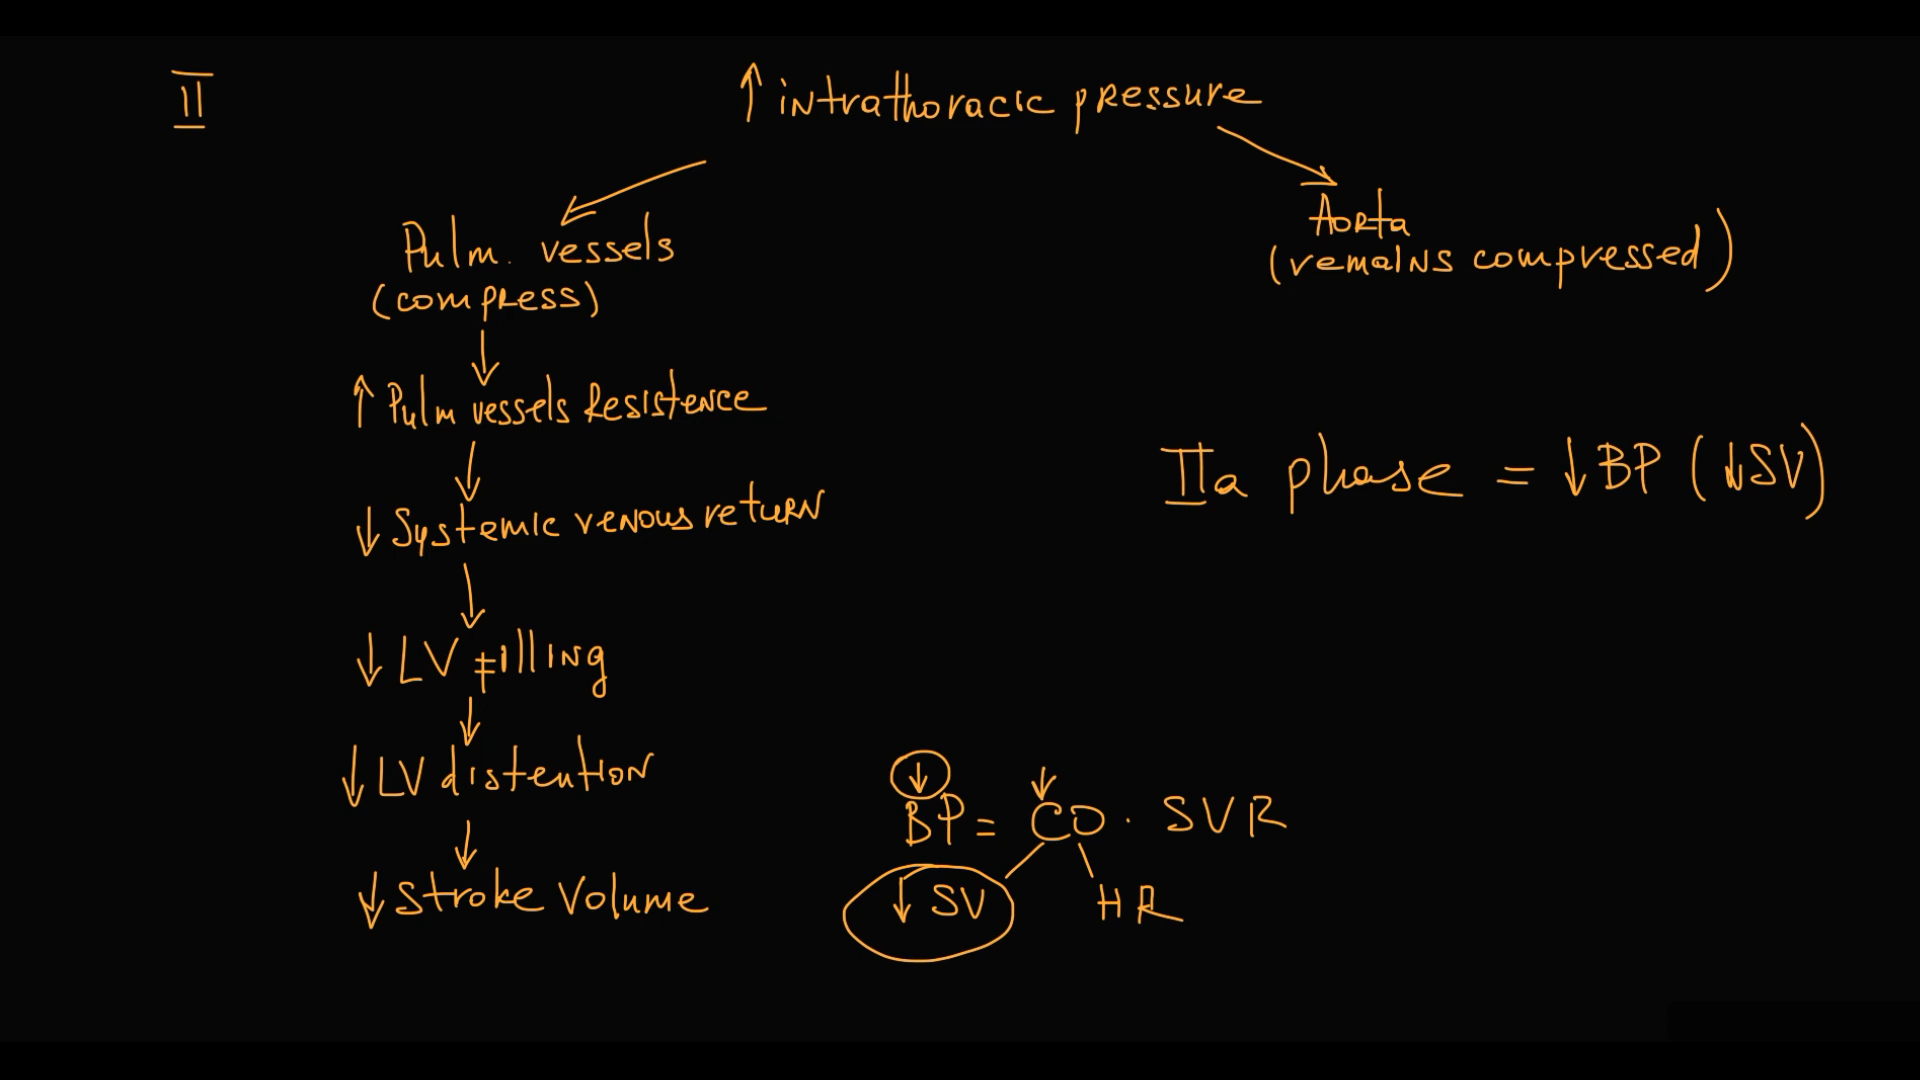 II
↑ intrathoracic pressure
Pulm. vessels
(compress)
↑ Pulm vessels Resistence
↓ Systemic venous return
↓ LV filling
↓ LV distention
↓ Stroke Volume
Aorta
(remains compressed)
IIa phase = ↓BP (↓SV)
↓ ↓
BP = CO · SVR
↓ SV HR